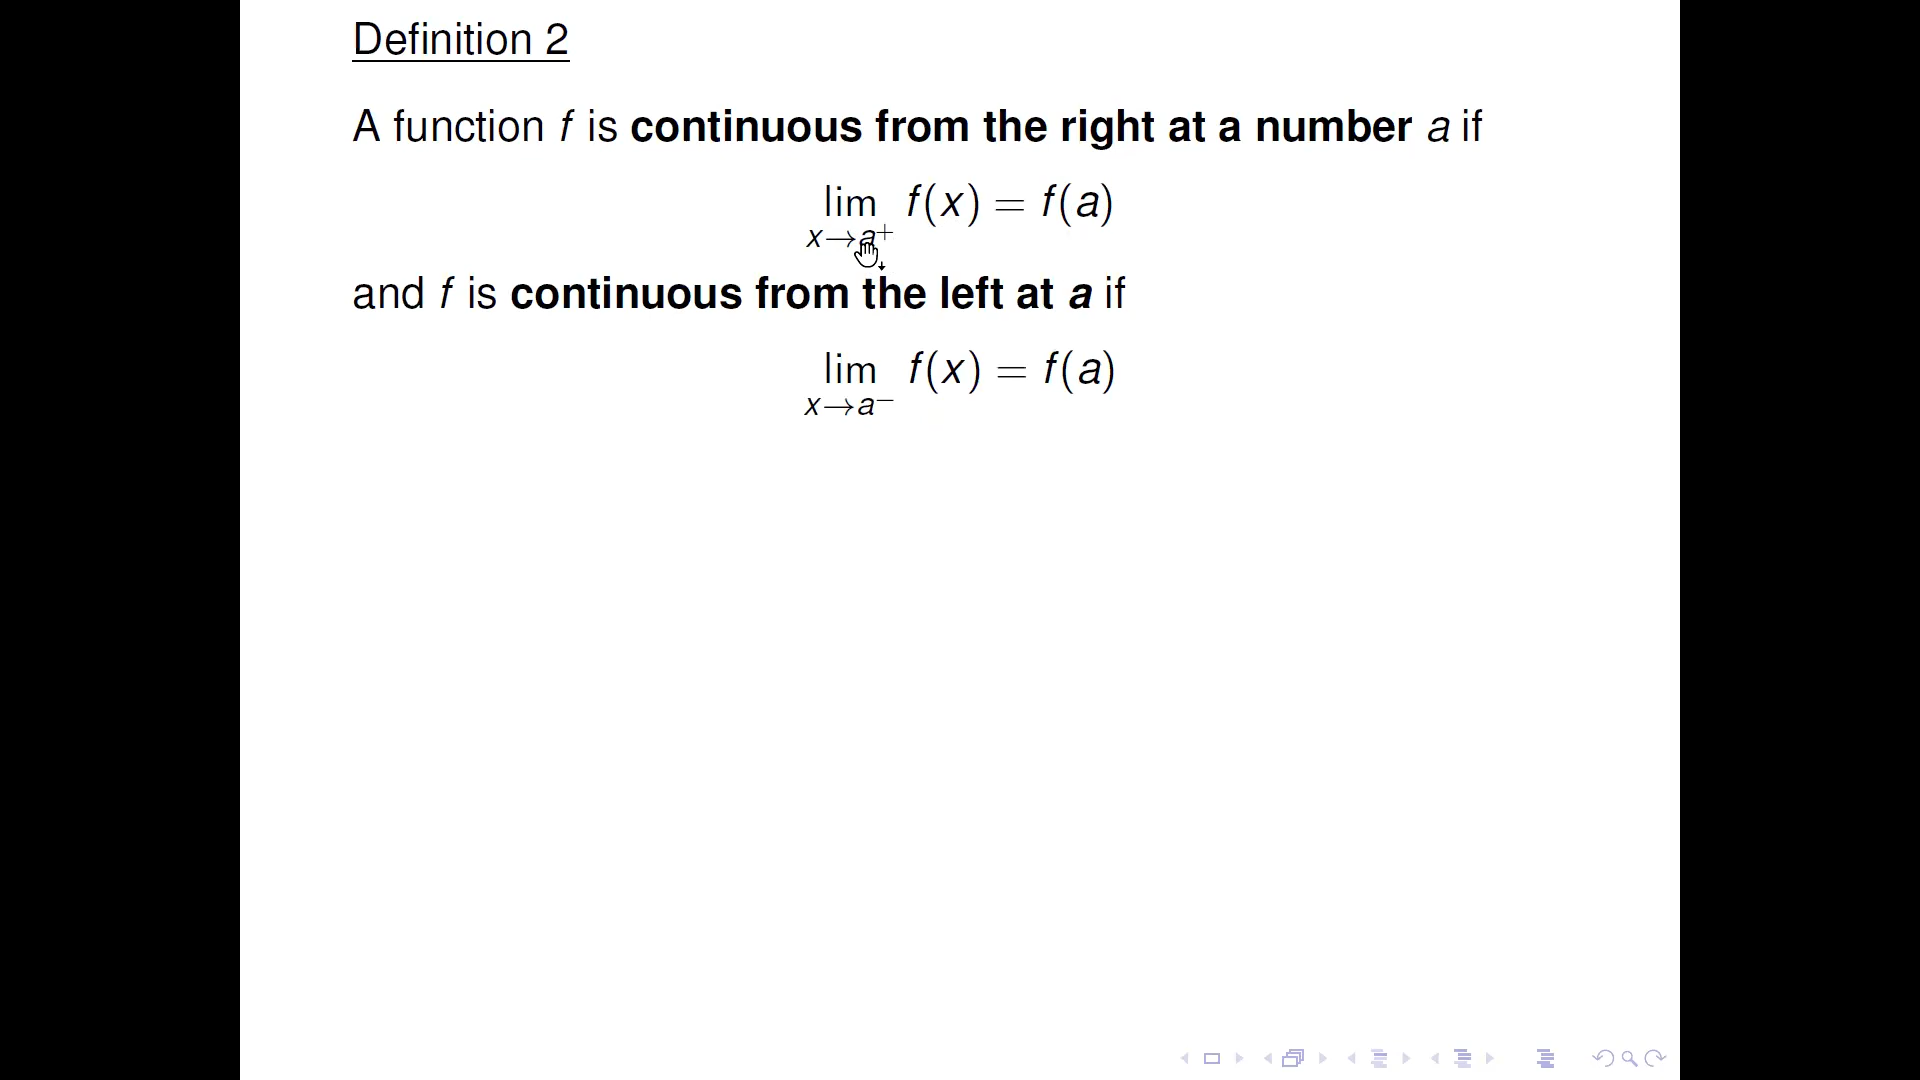 Definition 2
A function f is continuous from the right at a number a if
lim f(x) = f(a)
x→a⁺
and f is continuous from the left at a if
lim f(x) = f(a)
x→a⁻